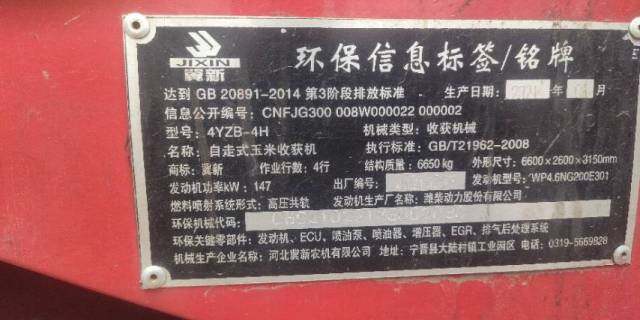 JIXIN
冀新
环保信息标签/铭牌
达到 GB 20891-2014 第3阶段排放标准 生产日期: 年 月
信息公开编号: CNFJG300 008W000022 000002
型号: 4YZB-4H 机械类型: 收获机械
名称: 自走式玉米收获机 执行标准: GB/T21962-2008
商标: 冀新 作业行数: 4行 结构质量: 6650 kg 外形尺寸: 6600×2600×3150mm
发动机功率kW: 147 出厂编号: 发动机型号: WP4.6NG200E301
燃料喷射系统形式: 高压共轨 发动机生产企业: 潍柴动力股份有限公司
环保机械代码:
环保关键零部件: 发动机、ECU、喷油泵、喷油器、增压器、EGR、排气后处理系统
机械生产企业名称: 河北冀新农机有限公司 地址: 宁晋县大陆村镇工业园区 电话: 0319-5669828